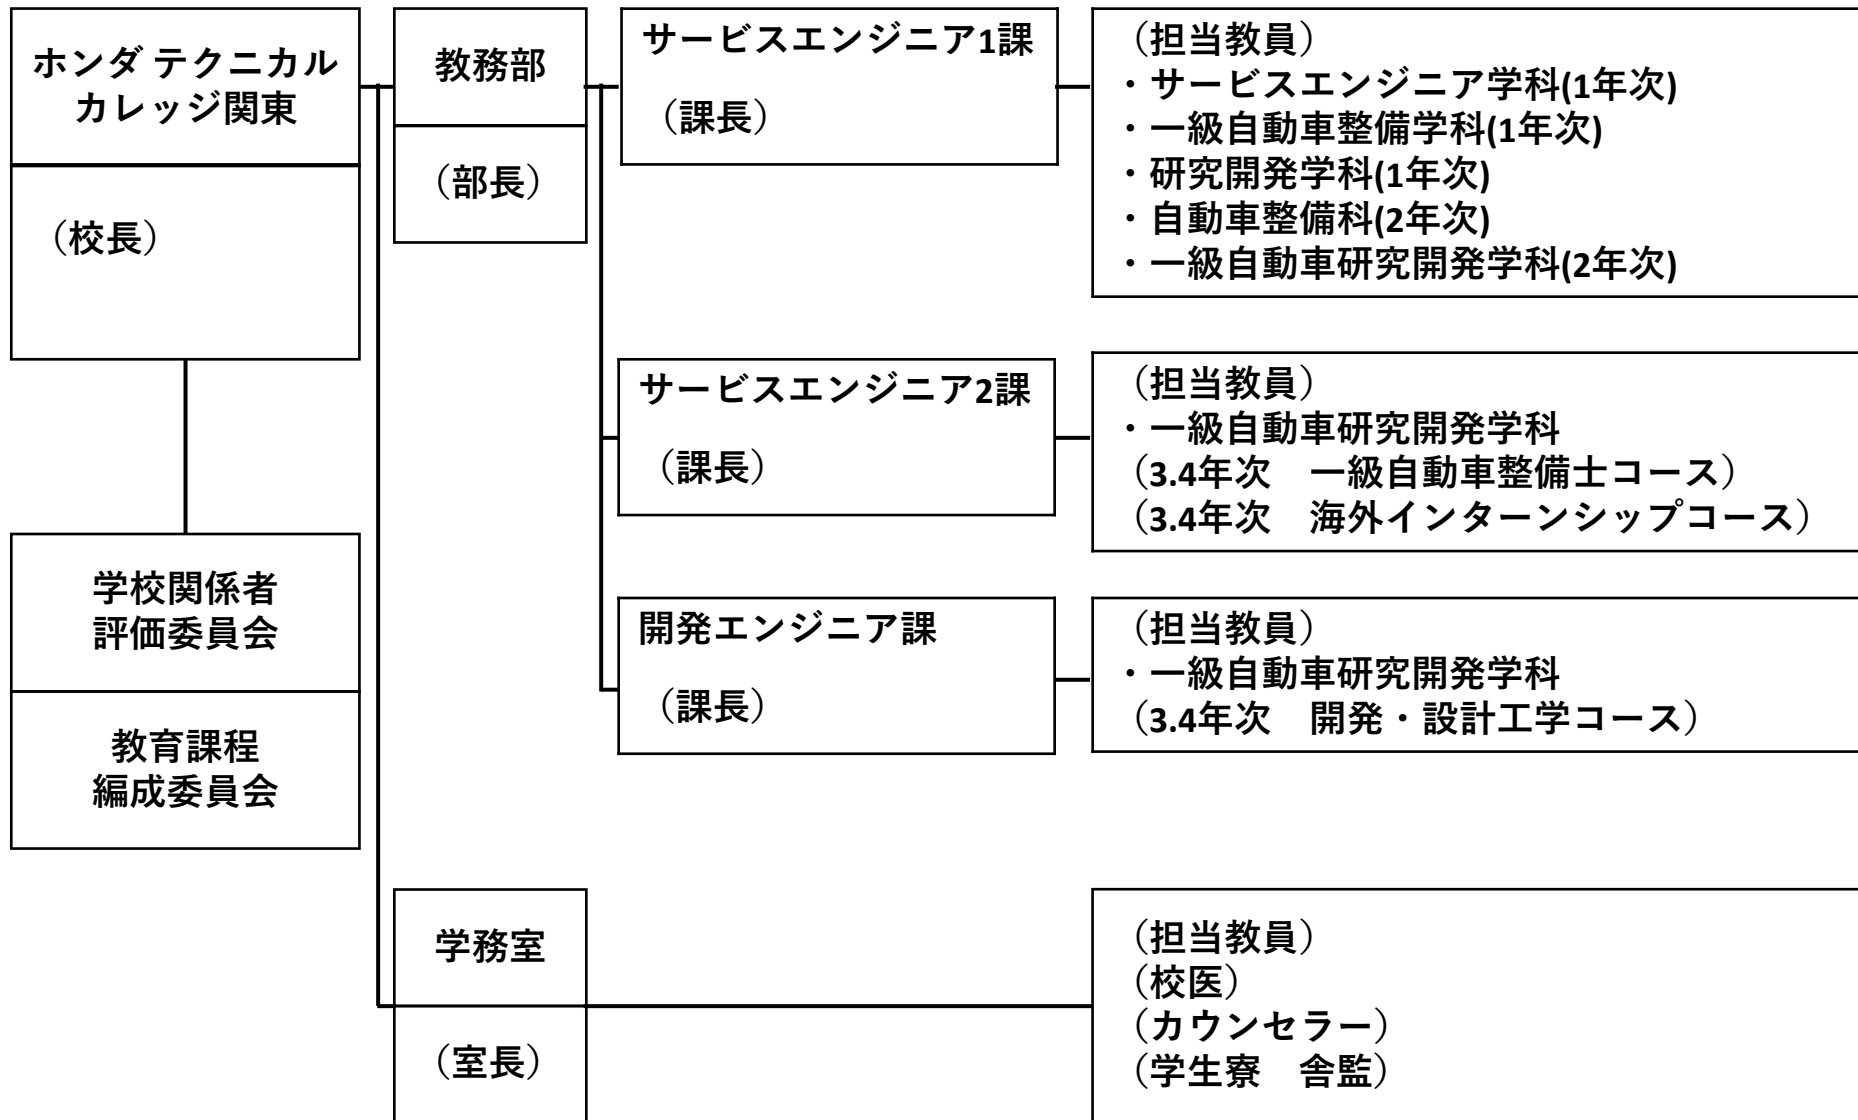 ホンダ テクニカル
カレッジ関東
（校長）
学校関係者
評価委員会
教育課程
編成委員会
教務部
（部長）
サービスエンジニア1課
（課長）
（担当教員）
・サービスエンジニア学科(1年次)
・一級自動車整備学科(1年次)
・研究開発学科(1年次)
・自動車整備科(2年次)
・一級自動車研究開発学科(2年次)
サービスエンジニア2課
（課長）
（担当教員）
・一級自動車研究開発学科
（3.4年次　一級自動車整備士コース）
（3.4年次　海外インターンシップコース）
開発エンジニア課
（課長）
（担当教員）
・一級自動車研究開発学科
（3.4年次　開発・設計工学コース）
学務室
（室長）
（担当教員）
（校医）
（カウンセラー）
（学生寮　舎監）